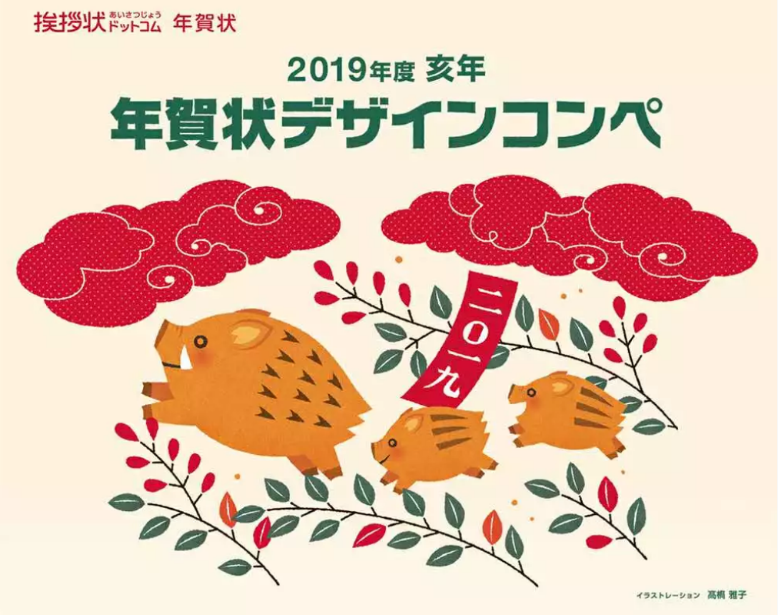 挨拶状
あいさつじょう
ドットコム
年賀状
2019年度 亥年
年賀状デザインコンペ
二〇一九
イラストレーション 髙橋 雅子